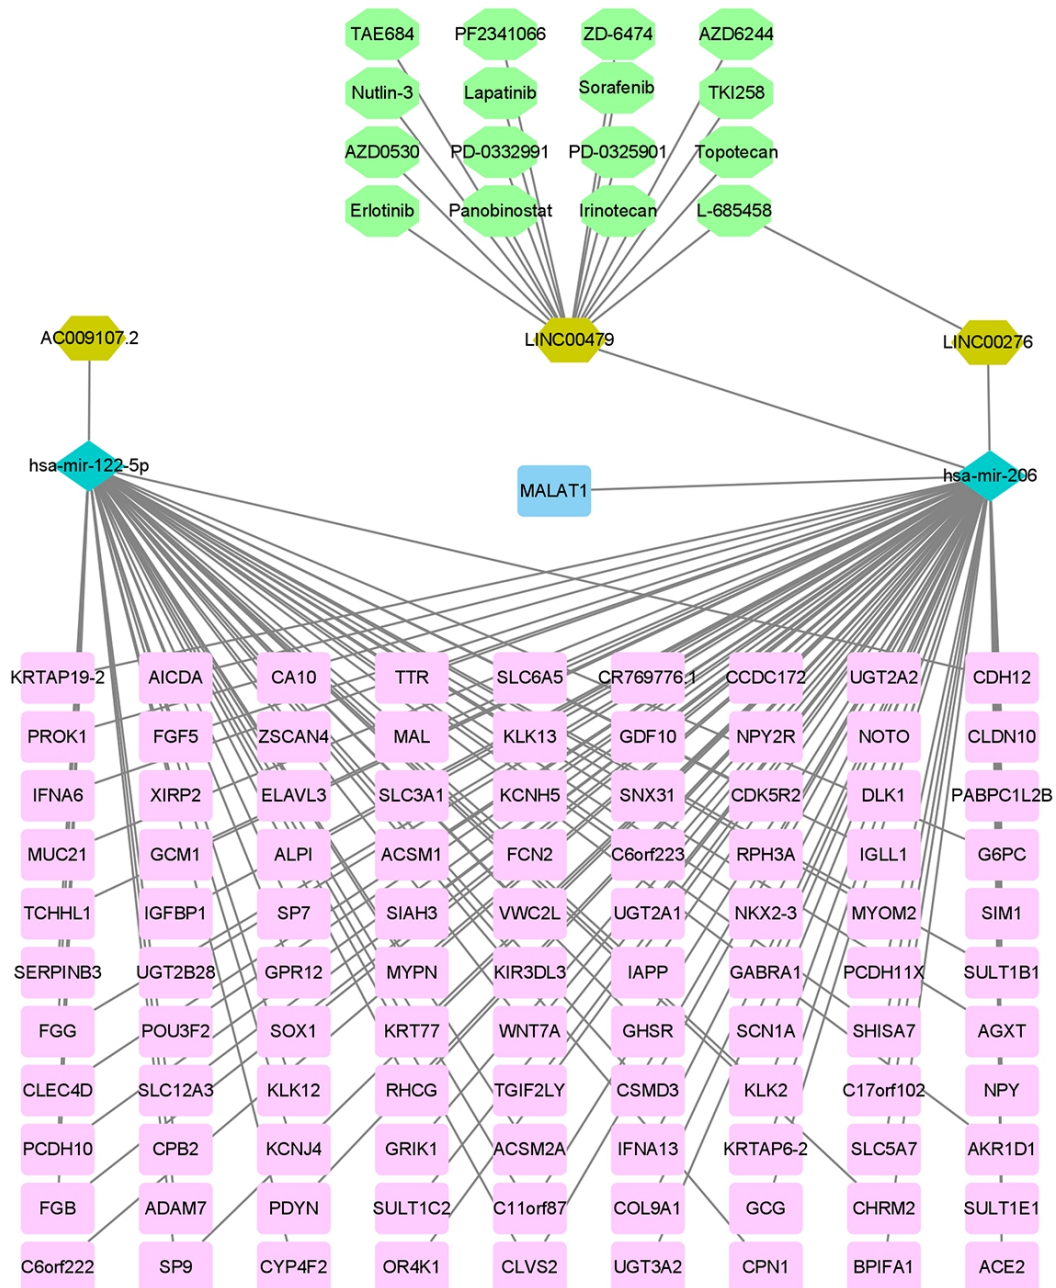 TAE684 PF2341066 ZD-6474 AZD6244
Nutlin-3 Lapatinib Sorafenib TKI258
AZD0530 PD-0332991 PD-0325901 Topotecan
Erlotinib Panobinostat Irinotecan L-685458
AC009107.2 LINC00479 LINC00276
hsa-mir-122-5p hsa-mir-206
MALAT1
KRTAP19-2 AICDA CA10 TTR SLC6A5 CR769776.1 CCDC172 UGT2A2 CDH12
PROK1 FGF5 ZSCAN4 MAL KLK13 GDF10 NPY2R NOTO CLDN10
IFNA6 XIRP2 ELAVL3 SLC3A1 KCNH5 SNX31 CDK5R2 DLK1 PABPC1L2B
MUC21 GCM1 ALPI ACSM1 FCN2 C6orf223 RPH3A IGLL1 G6PC
TCHHL1 IGFBP1 SP7 SIAH3 VWC2L UGT2A1 NKX2-3 MYOM2 SIM1
SERPINB3 UGT2B28 GPR12 MYPN KIR3DL3 IAPP GABRA1 PCDH11X SULT1B1
FGG POU3F2 SOX1 KRT77 WNT7A GHSR SCN1A SHISA7 AGXT
CLEC4D SLC12A3 KLK12 RHCG TGIF2LY CSMD3 KLK2 C17orf102 NPY
PCDH10 CPB2 KCNJ4 GRIK1 ACSM2A IFNA13 KRTAP6-2 SLC5A7 AKR1D1
FGB ADAM7 PDYN SULT1C2 C11orf87 COL9A1 GCG CHRM2 SULT1E1
C6orf222 SP9 CYP4F2 OR4K1 CLVS2 UGT3A2 CPN1 BPIFA1 ACE2